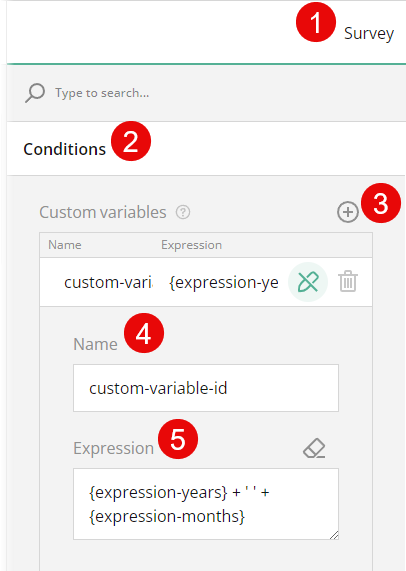 1 Survey
Type to search...
Conditions 2
Custom variables ? 3
Name Expression
custom-varia {expression-ye
Name 4
custom-variable-id
Expression 5
{expression-years} + ' ' +
{expression-months}